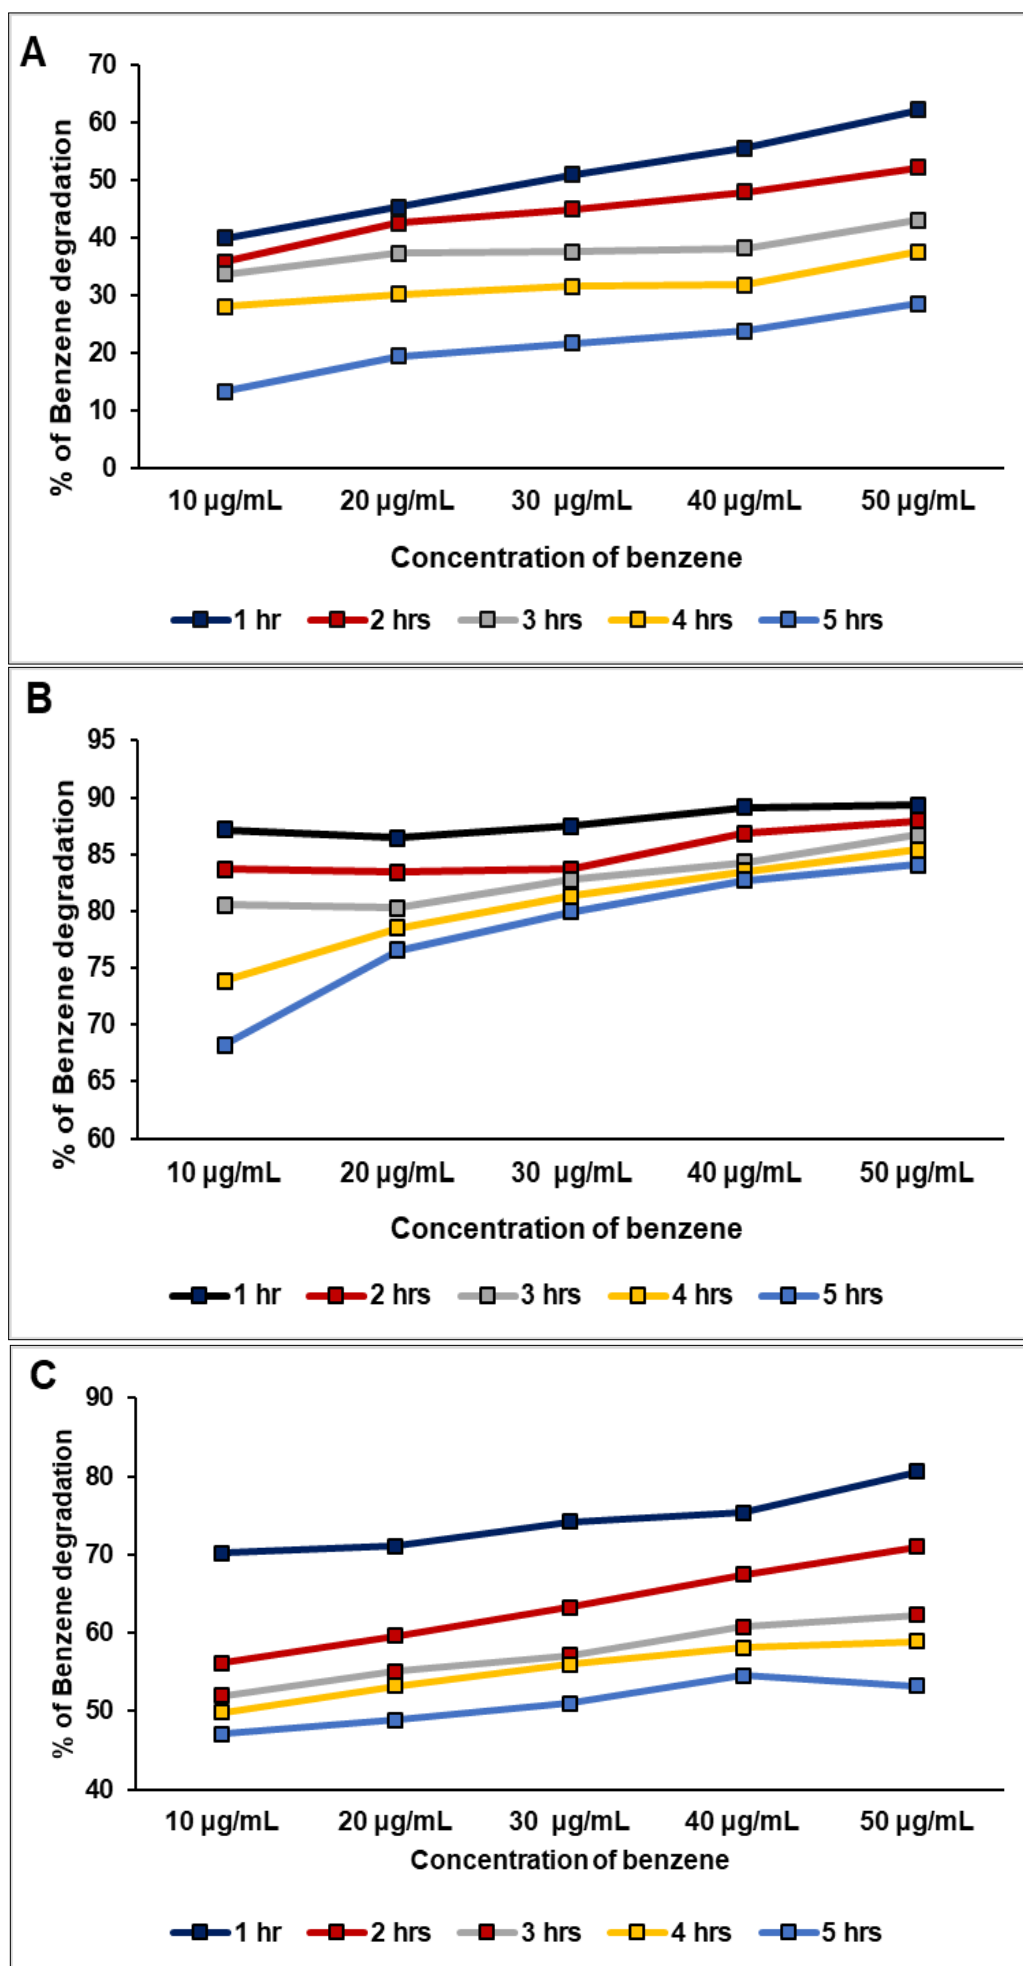 A
% of Benzene degradation
70
60
50
40
30
20
10
0
10 µg/mL 20 µg/mL 30 µg/mL 40 µg/mL 50 µg/mL
Concentration of benzene
1 hr 2 hrs 3 hrs 4 hrs 5 hrs
B
% of Benzene degradation
95
90
85
80
75
70
65
60
10 µg/mL 20 µg/mL 30 µg/mL 40 µg/mL 50 µg/mL
Concentration of benzene
1 hr 2 hrs 3 hrs 4 hrs 5 hrs
C
% of Benzene degradation
90
80
70
60
50
40
10 µg/mL 20 µg/mL 30 µg/mL 40 µg/mL 50 µg/mL
Concentration of benzene
1 hr 2 hrs 3 hrs 4 hrs 5 hrs